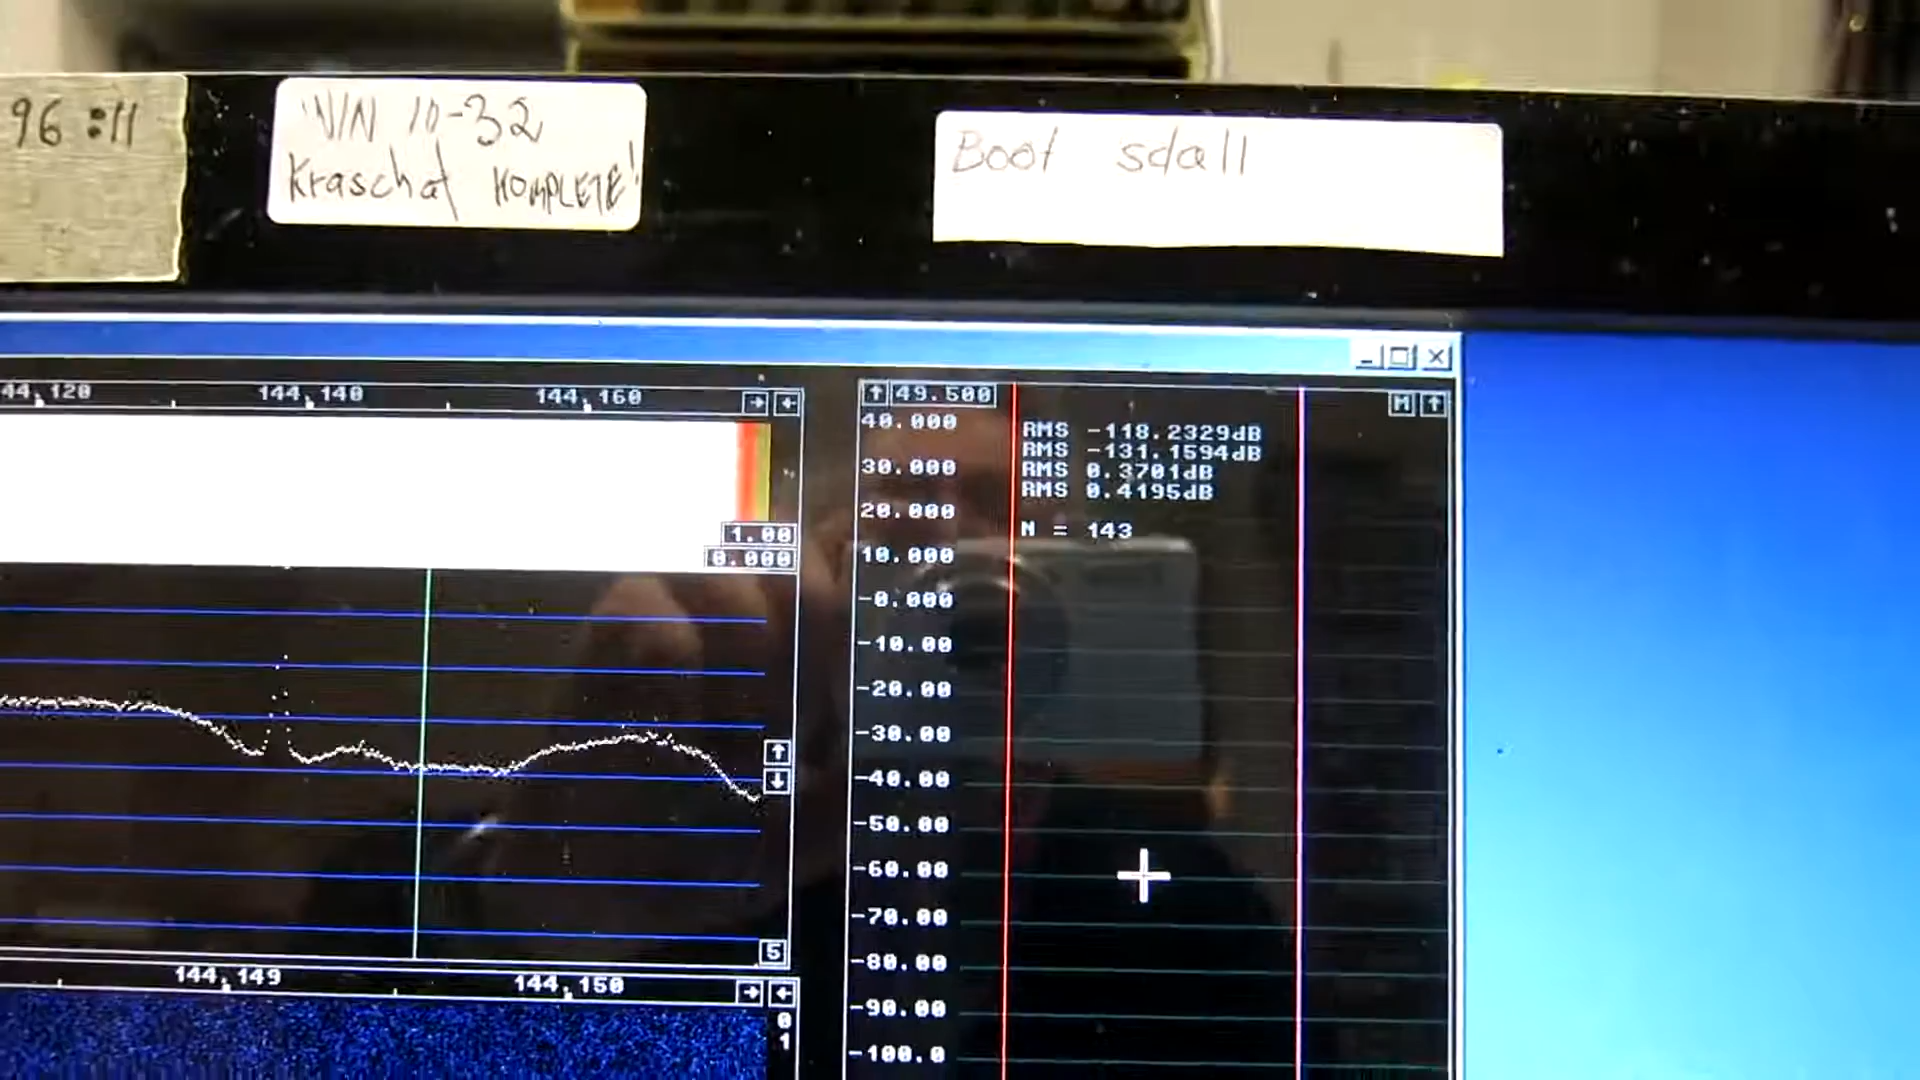 96 :11
WIN 10-32
Kraschat KOMPLETE!
Boot sda11
44,120 144,140 144,160
1.00
0.000
5
144,149 144,150
0
1
49.500 M
40.000
30.000
20.000
10.000
-0.000
-10.00
-20.00
-30.00
-40.00
-50.00
-60.00
-70.00
-80.00
-90.00
-100.0
RMS -118.2329dB
RMS -131.1594dB
RMS 0.3701dB
RMS 0.4195dB
N = 143